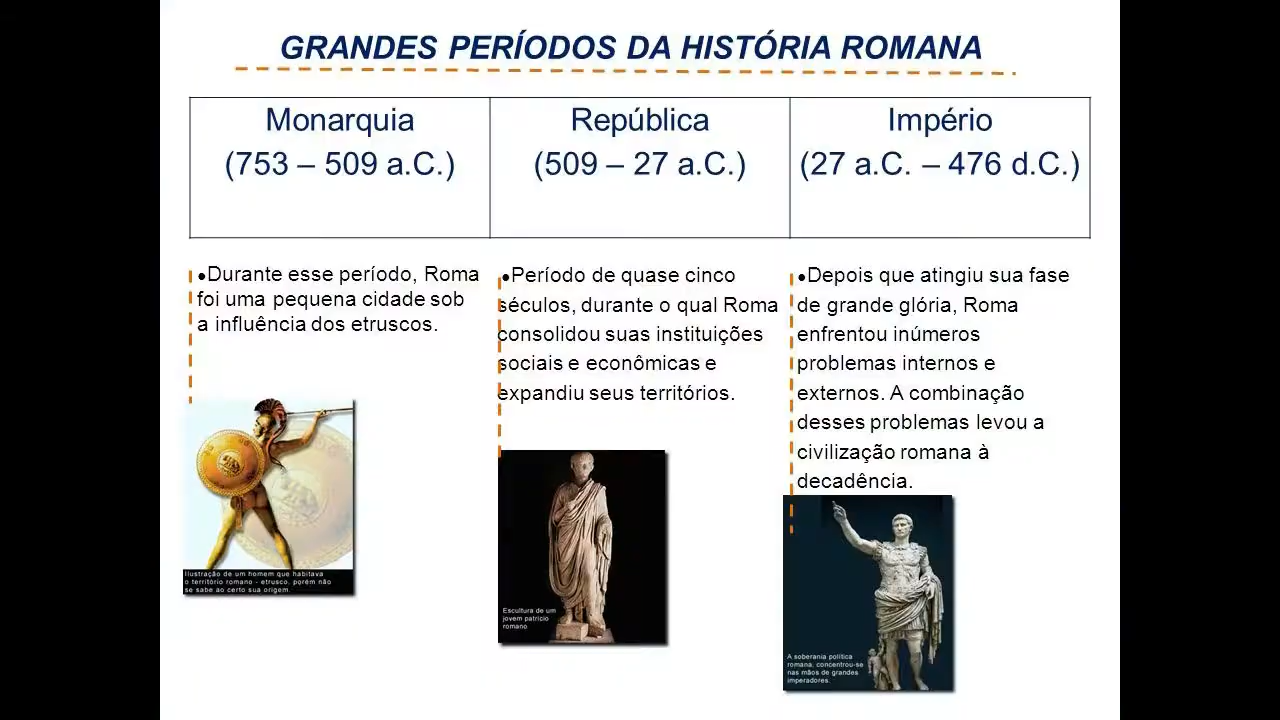 GRANDES PERÍODOS DA HISTÓRIA ROMANA
Monarquia
(753 – 509 a.C.)
República
(509 – 27 a.C.)
Império
(27 a.C. – 476 d.C.)
●Durante esse período, Roma
foi uma pequena cidade sob
a influência dos etruscos.
Ilustração de um homem que habitava
o território romano - etrusco, porém não
se sabe ao certo sua origem.
●Período de quase cinco
séculos, durante o qual Roma
consolidou suas instituições
sociais e econômicas e
expandiu seus territórios.
Escultura de um
jovem patrício
romano
●Depois que atingiu sua fase
de grande glória, Roma
enfrentou inúmeros
problemas internos e
externos. A combinação
desses problemas levou a
civilização romana à
decadência.
A soberania política
romana, concentrou-se
nas mãos de grandes
imperadores.